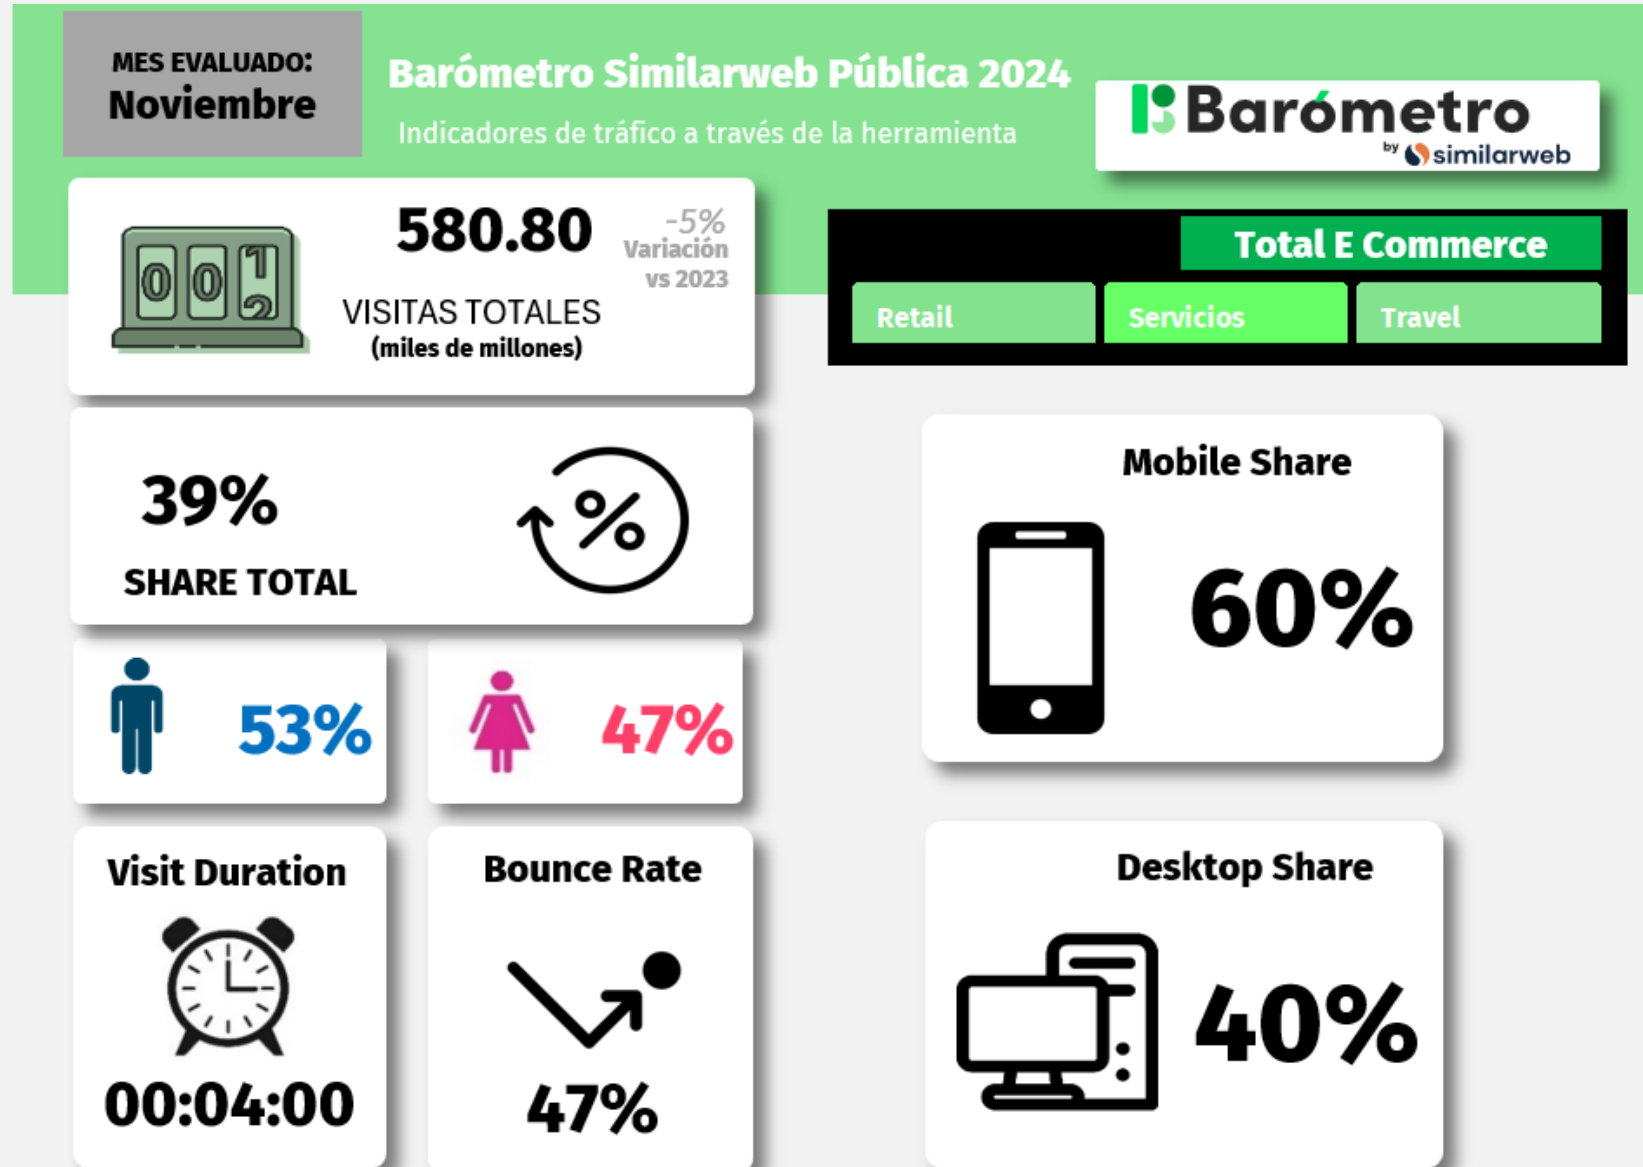 MES EVALUADO:
Noviembre
Barómetro Similarweb Pública 2024
Indicadores de tráfico a través de la herramienta
Barómetro
by similarweb
580.80
-5%
Variación
vs 2023
VISITAS TOTALES
(miles de millones)
001
2
Total E Commerce
Retail
Servicios
Travel
39%
%
SHARE TOTAL
Mobile Share
60%
53%
47%
Visit Duration
00:04:00
Bounce Rate
47%
Desktop Share
40%